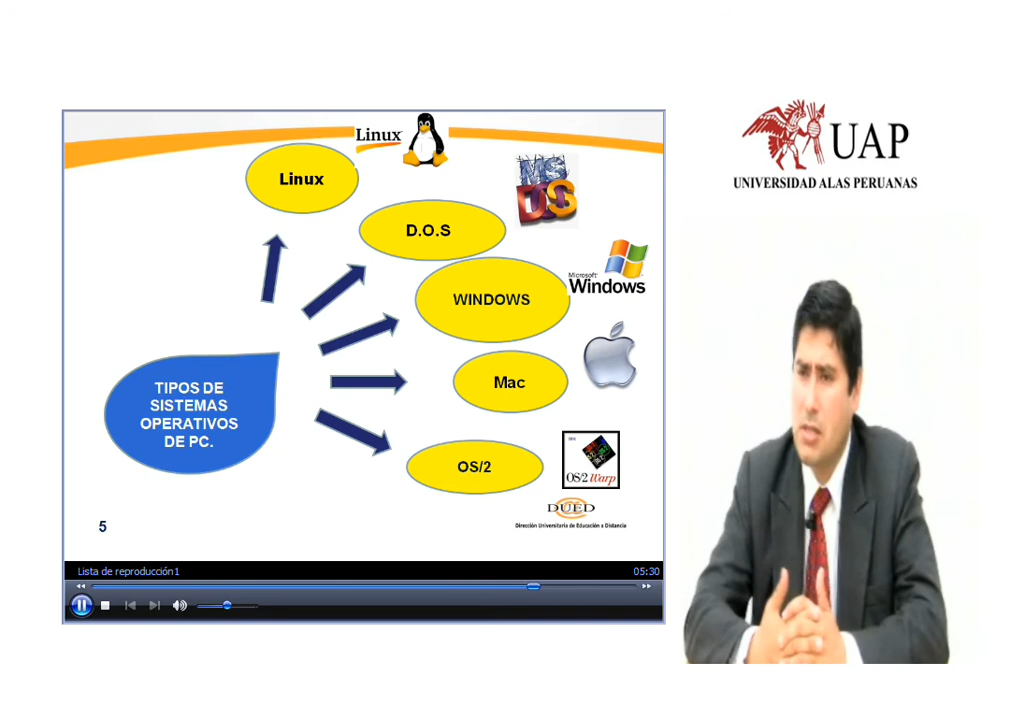 Linux
Linux
D.O.S
MS
DOS
WINDOWS
Microsoft
Windows
Mac
TIPOS DE
SISTEMAS
OPERATIVOS
DE PC.
OS/2
OS/2 Warp
DUED
Dirección Universitaria de Educación a Distancia
5
Lista de reproducción1
05:30
UAP
UNIVERSIDAD ALAS PERUANAS